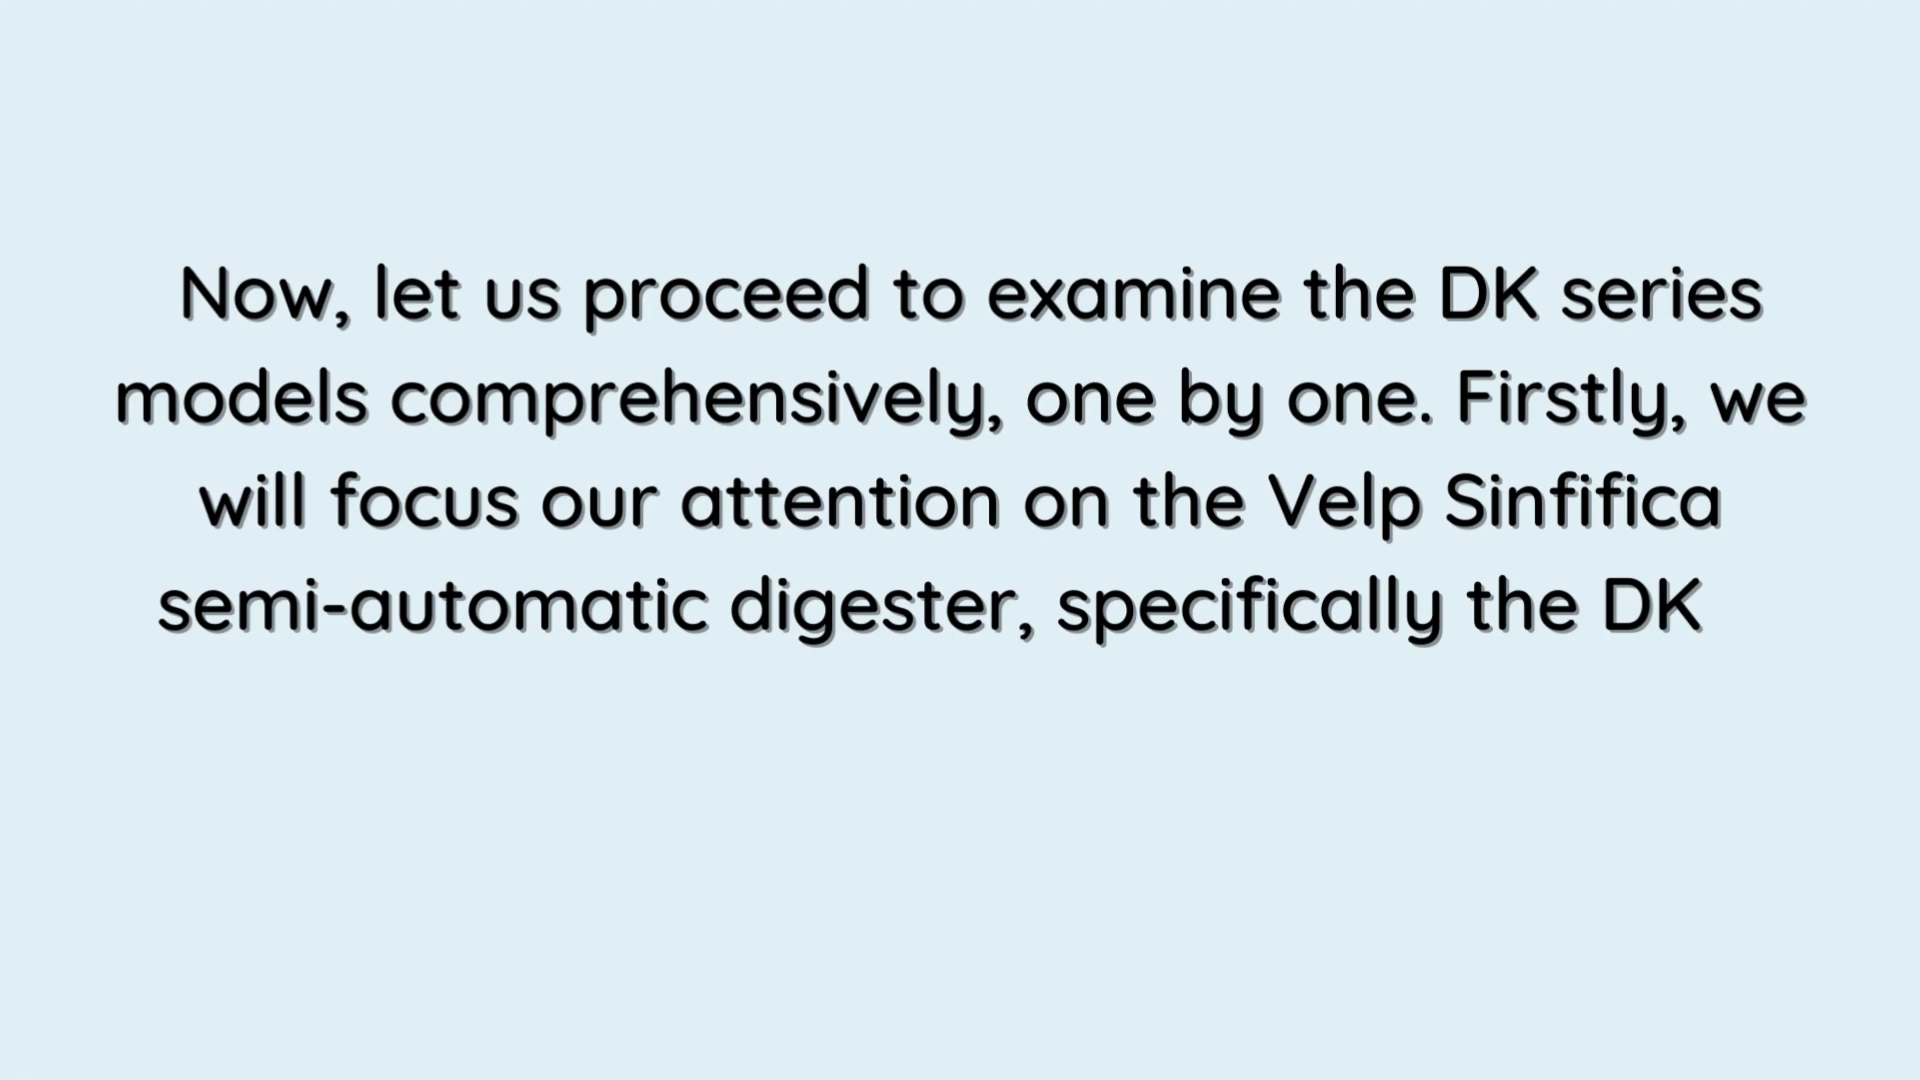 Now, let us proceed to examine the DK series
models comprehensively, one by one. Firstly, we
will focus our attention on the Velp Sinfifica
semi-automatic digester, specifically the DK